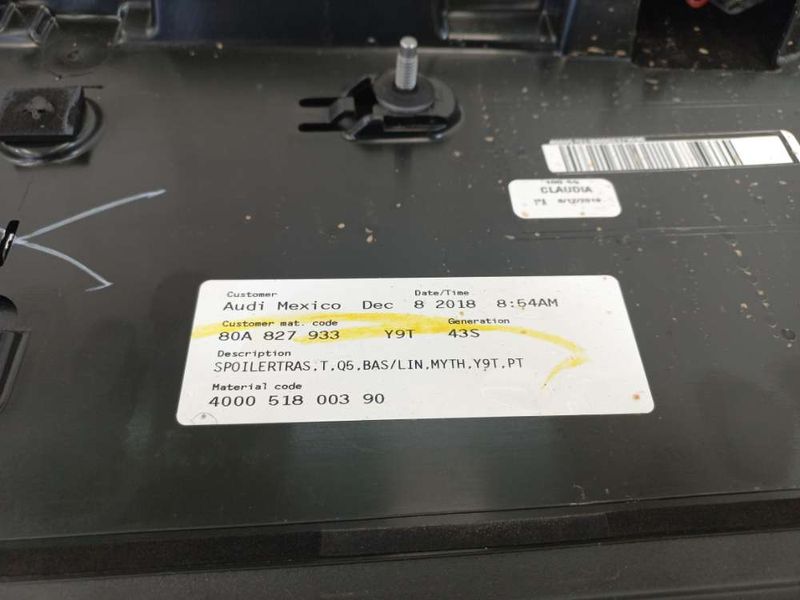 CLAUDIA
Customer Date/Time
Audi Mexico Dec 8 2018 8:54AM
Customer mat. code Generation
80A 827 933 Y9T 43S
Description
SPOILERTRAS.T.Q5.BAS/LIN.MYTH.Y9T.PT
Material code
4000 518 003 90